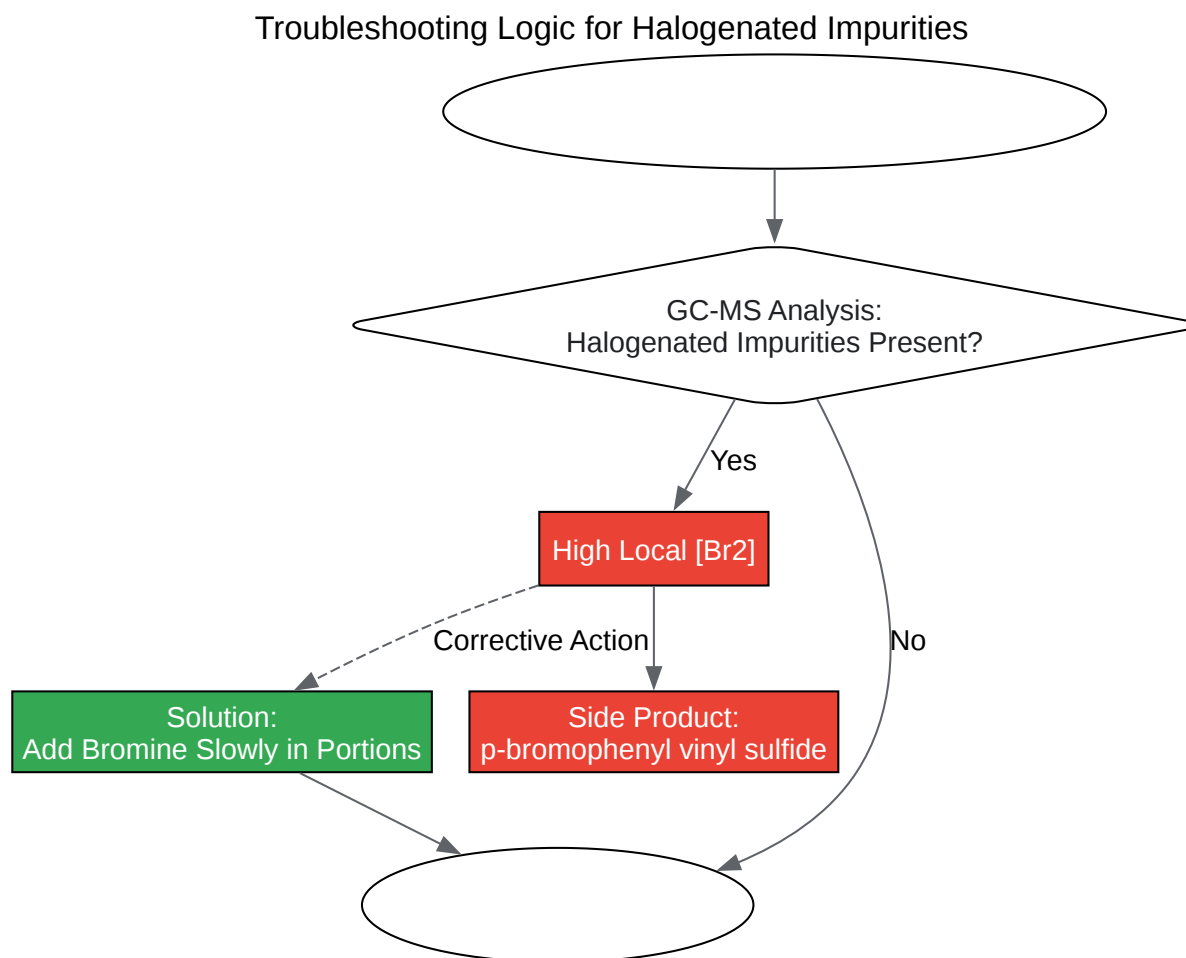 Troubleshooting Logic for Halogenated Impurities
GC-MS Analysis:
Halogenated Impurities Present?
Yes
High Local [Br2]
Corrective Action
No
Solution:
Add Bromine Slowly in Portions
Side Product:
p-bromophenyl vinyl sulfide